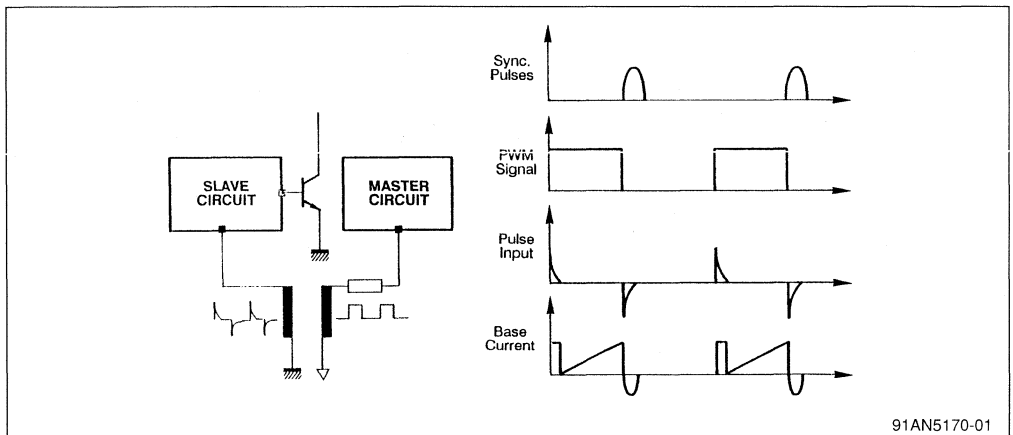 Sync.
Pulses
PWM
Signal
SLAVE
CIRCUIT
MASTER
CIRCUIT
Pulse
Input
Base
Current
91AN5170-01